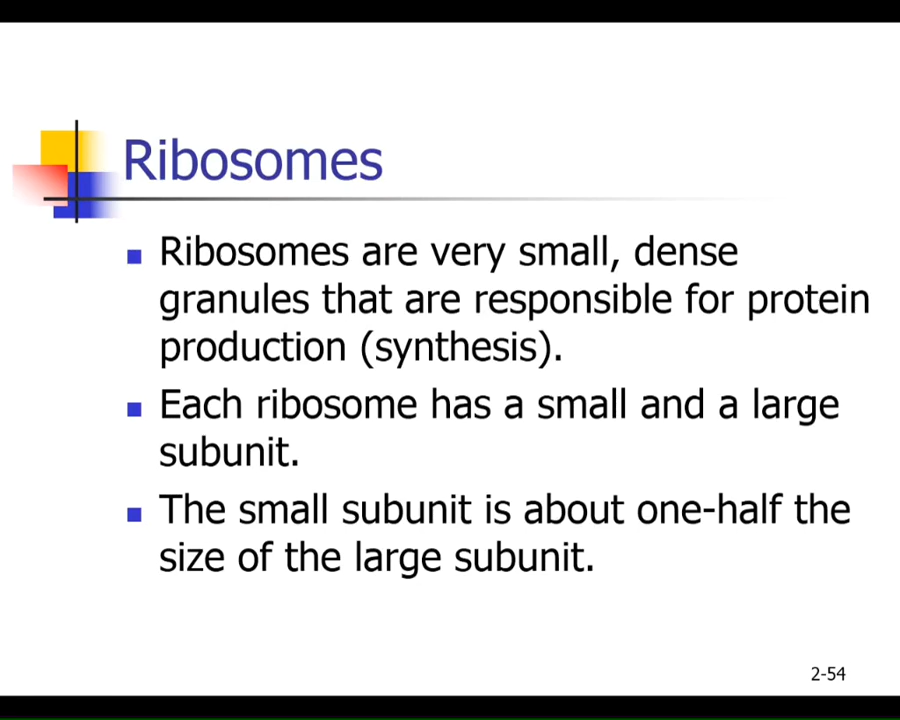 Ribosomes
Ribosomes are very small, dense
granules that are responsible for protein
production (synthesis).
Each ribosome has a small and a large
subunit.
The small subunit is about one-half the
size of the large subunit.
2-54